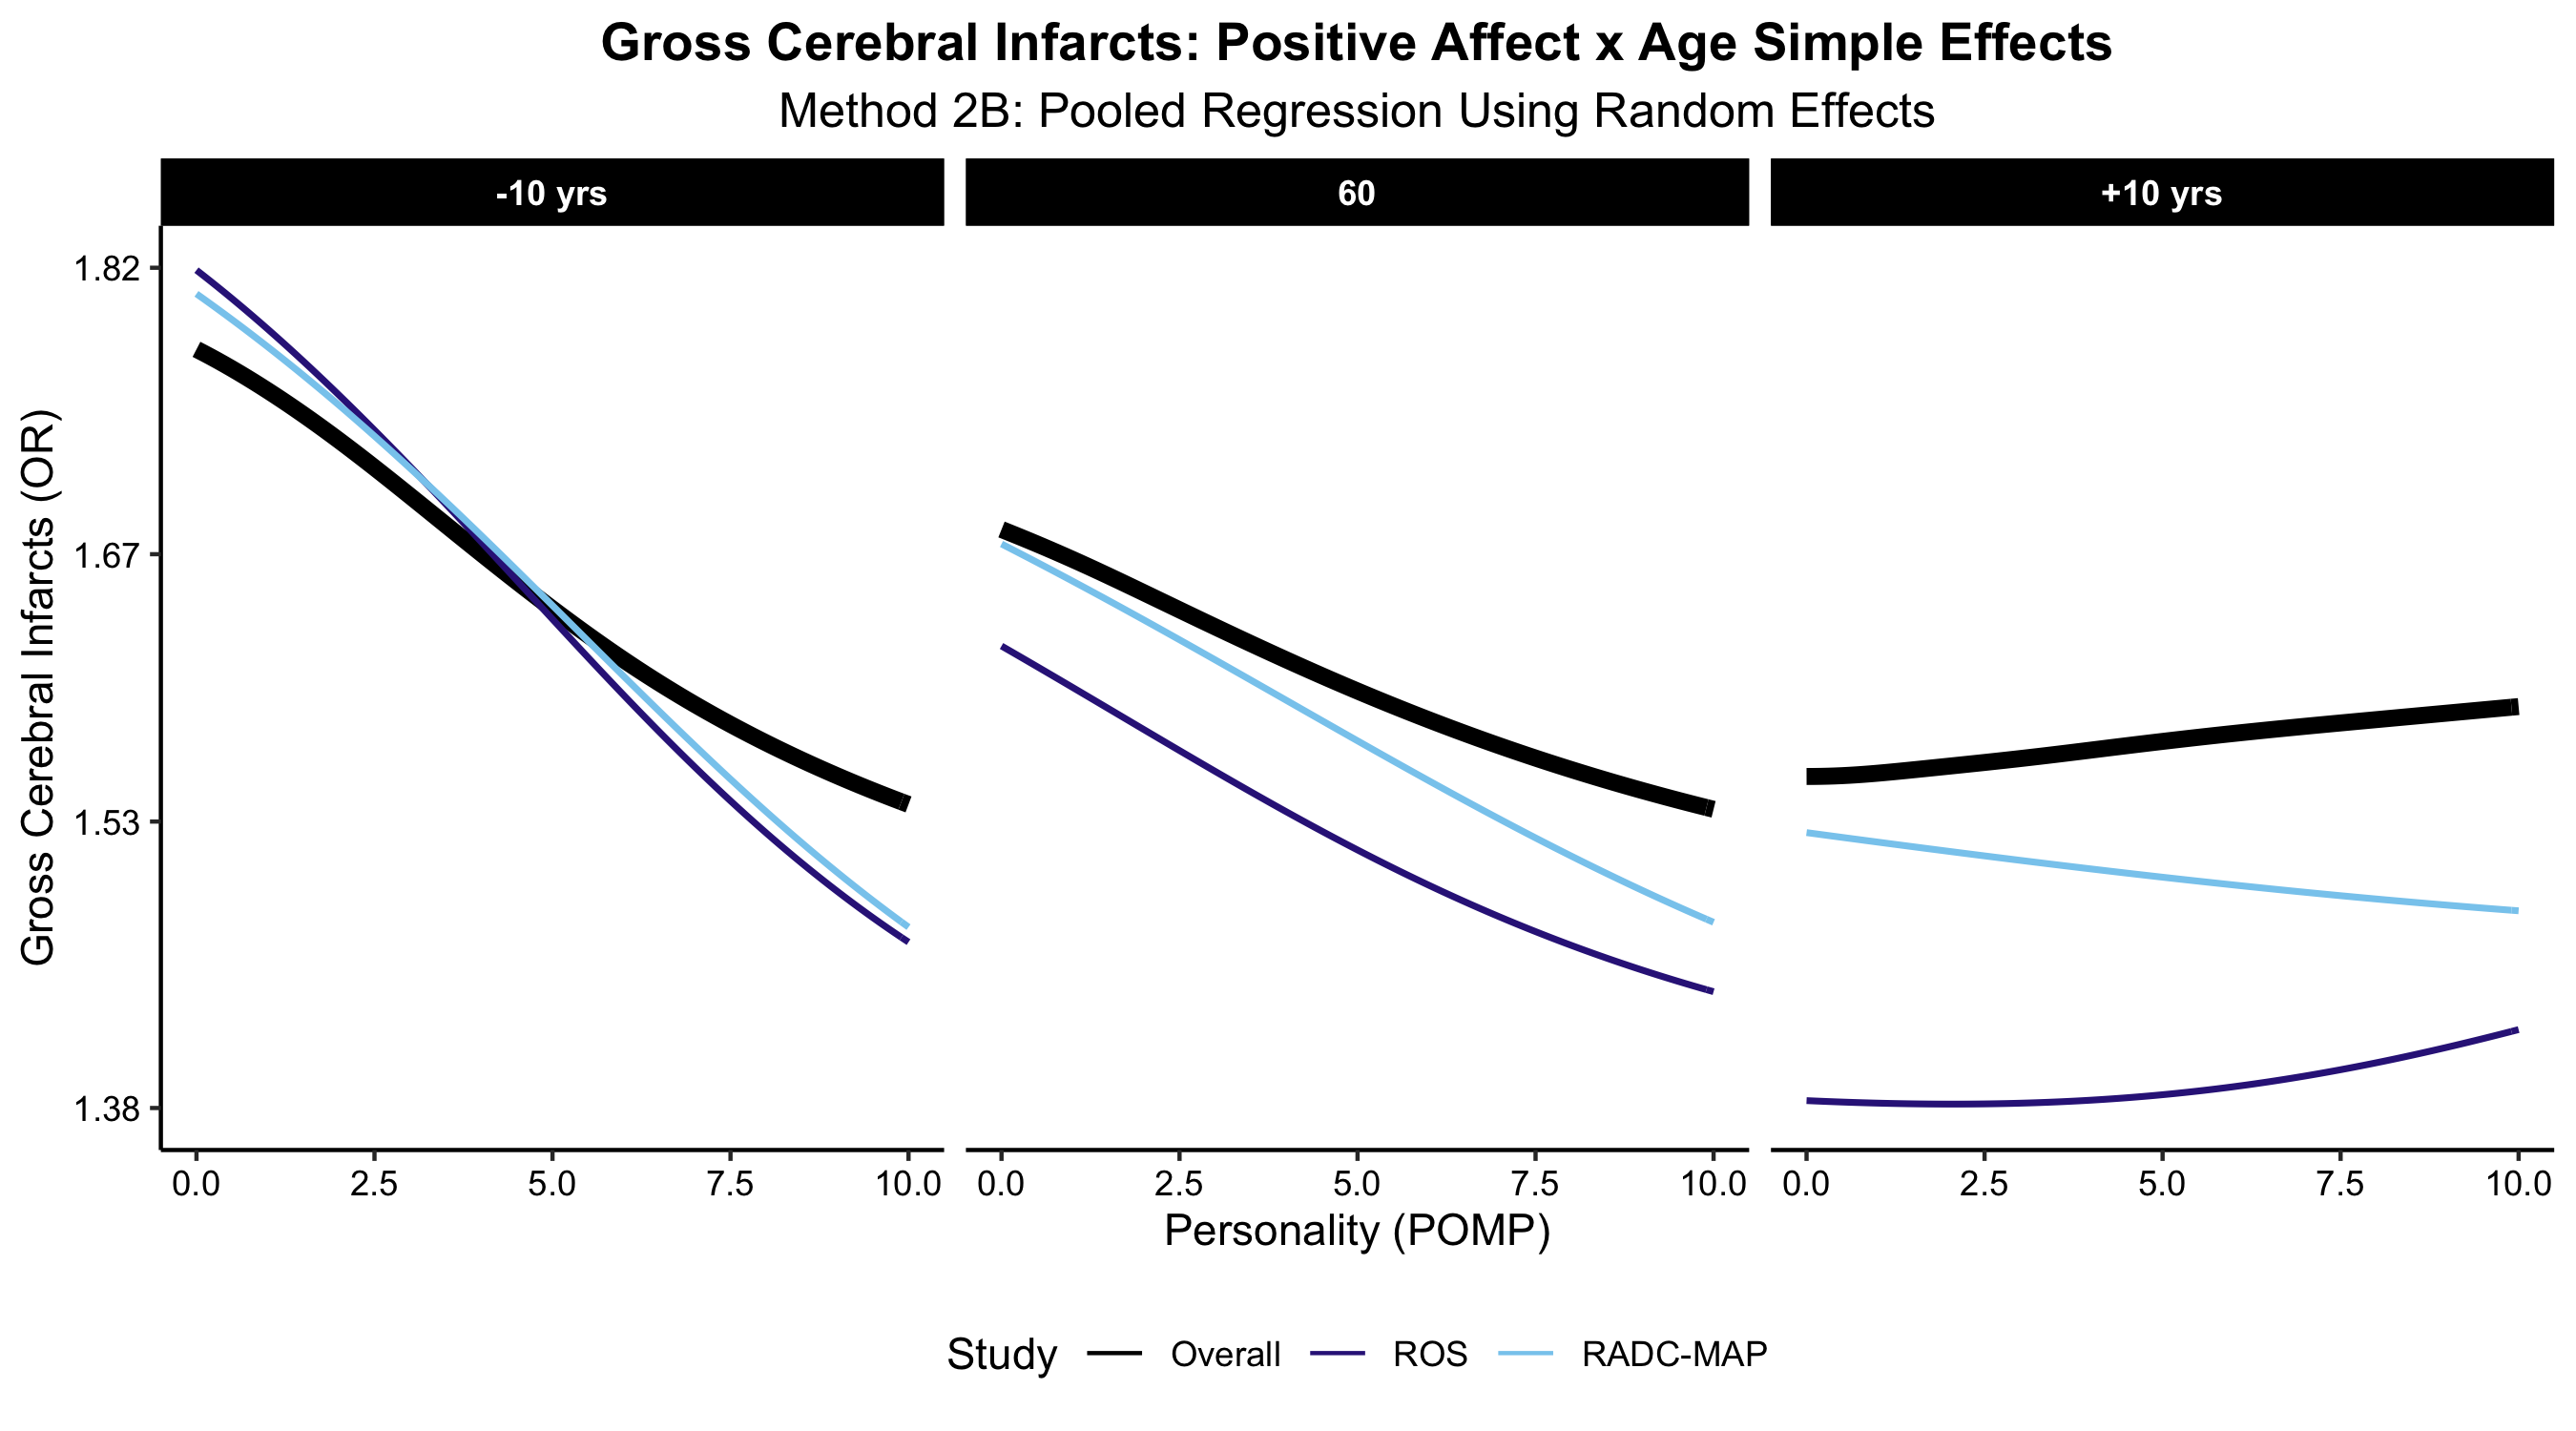 Gross Cerebral Infarcts: Positive Affect x Age Simple Effects
Method 2B: Pooled Regression Using Random Effects
-10 yrs
60
+10 yrs
Gross Cerebral Infarcts (OR)
1.82
1.67
1.53
1.38
0.0 2.5 5.0 7.5 10.0
0.0 2.5 5.0 7.5 10.0
0.0 2.5 5.0 7.5 10.0
Personality (POMP)
Study Overall ROS RADC-MAP